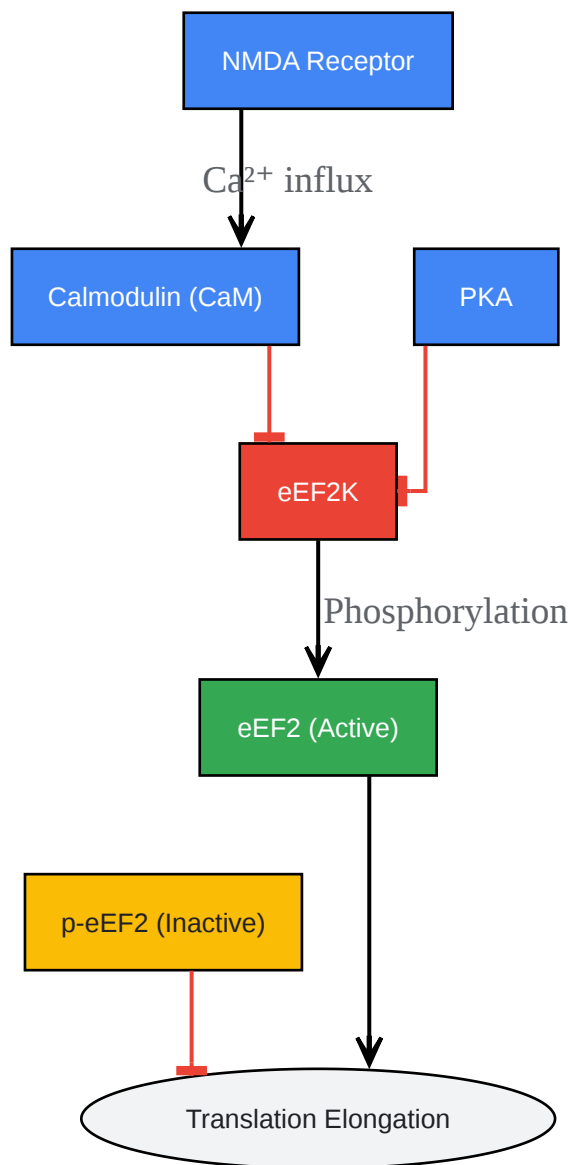 NMDA Receptor
Ca²⁺ influx
Calmodulin (CaM)
PKA
eEF2K
Phosphorylation
eEF2 (Active)
p-eEF2 (Inactive)
Translation Elongation